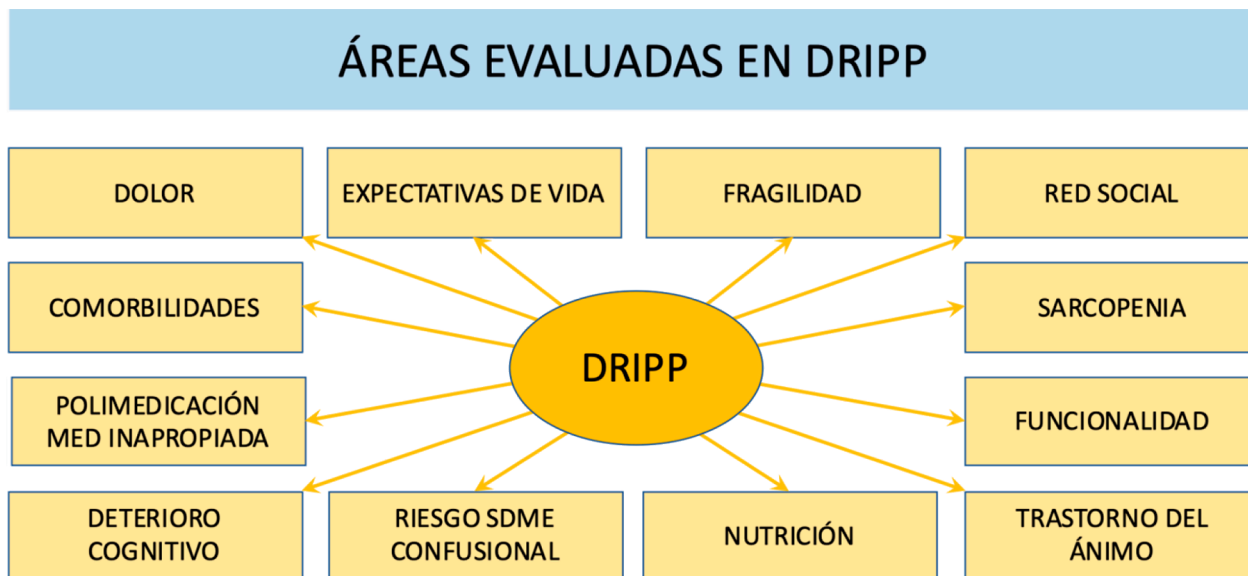 ÁREAS EVALUADAS EN DRIPP
DOLOR
EXPECTATIVAS DE VIDA
FRAGILIDAD
RED SOCIAL
COMORBILIDADES
SARCOPENIA
DRIPP
POLIMEDICACIÓN
MED INAPROPIADA
FUNCIONALIDAD
DETERIORO
COGNITIVO
RIESGO SDME
CONFUSIONAL
NUTRICIÓN
TRASTORNO DEL
ÁNIMO